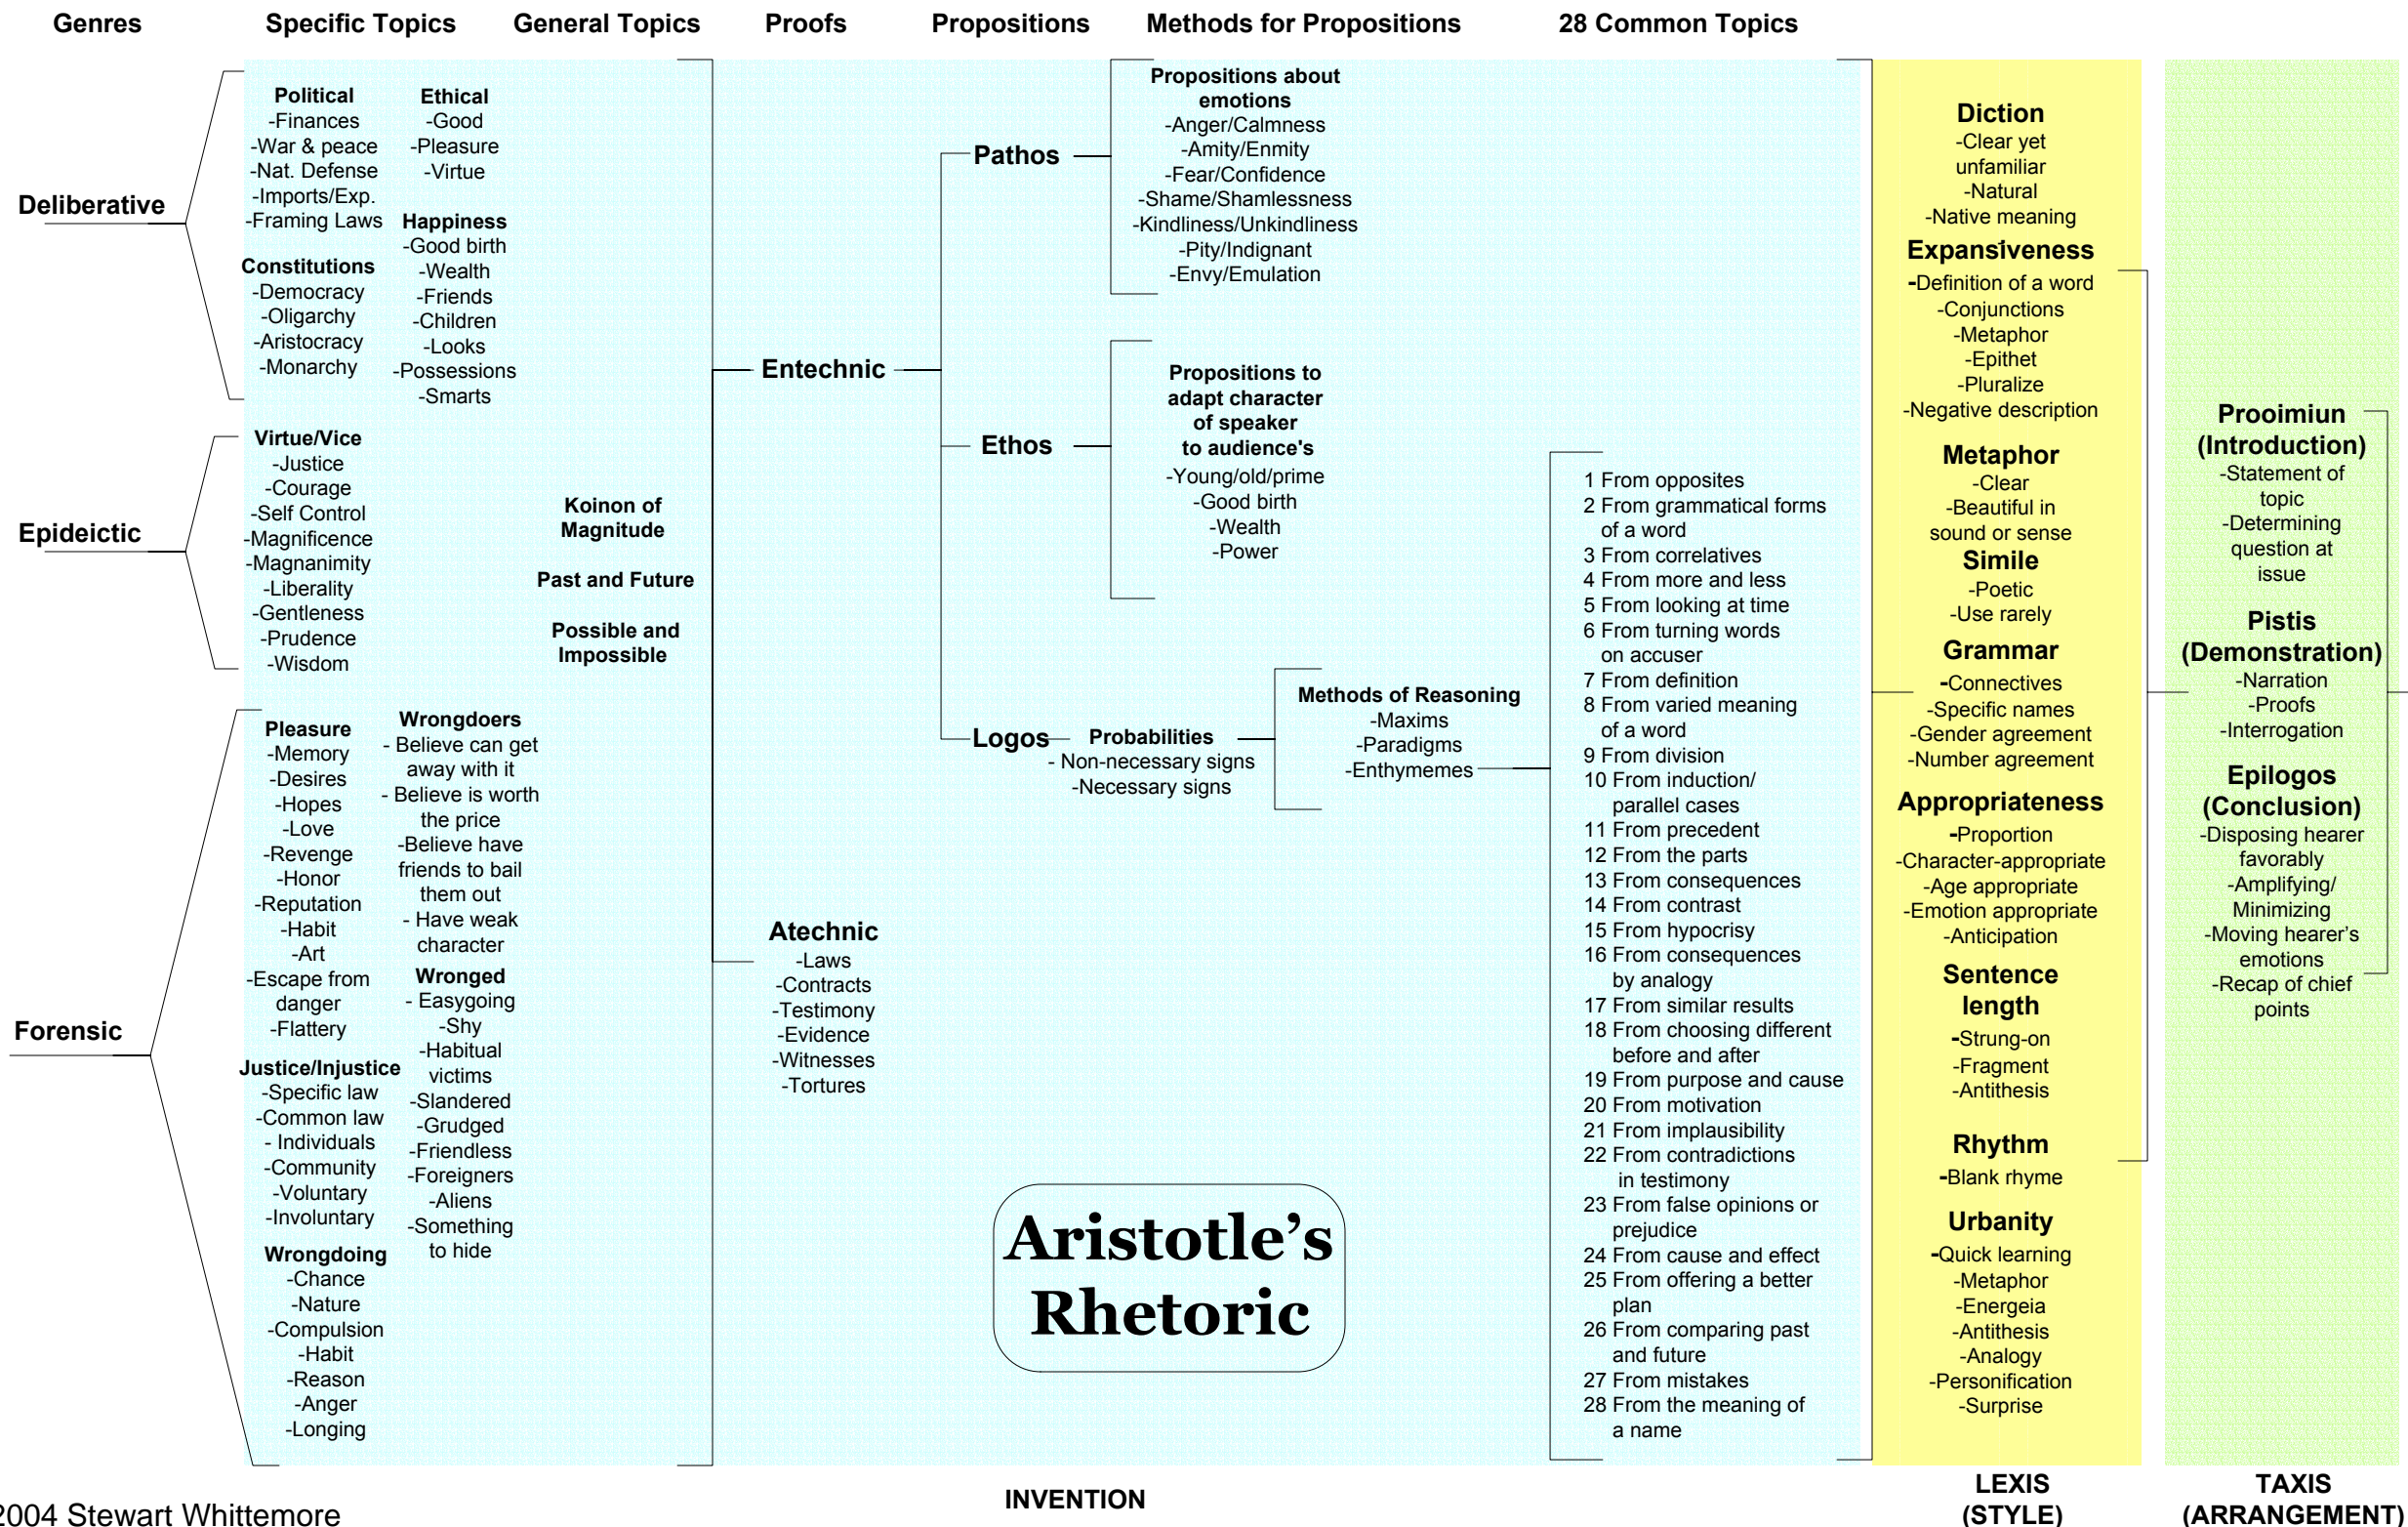 Genres
Specific Topics
General Topics
Proofs
Propositions
Methods for Propositions
28 Common Topics
Deliberative
Political
-Finances
-War & peace
-Nat. Defense
-Imports/Exp.
-Framing Laws
Constitutions
-Democracy
-Oligarchy
-Aristocracy
-Monarchy
Ethical
-Good
-Pleasure
-Virtue
Happiness
-Good birth
-Wealth
-Friends
-Children
-Looks
-Possessions
-Smarts
Epideictic
Virtue/Vice
-Justice
-Courage
-Self Control
-Magnificence
-Magnanimity
-Liberality
-Gentleness
-Prudence
-Wisdom
Forensic
Pleasure
-Memory
-Desires
-Hopes
-Love
-Revenge
-Honor
-Reputation
-Habit
-Art
-Escape from
danger
-Flattery
Justice/Injustice
-Specific law
-Common law
- Individuals
-Community
-Voluntary
-Involuntary
Wrongdoing
-Chance
-Nature
-Compulsion
-Habit
-Reason
-Anger
-Longing
Wrongdoers
- Believe can get
away with it
- Believe is worth
the price
-Believe have
friends to bail
them out
- Have weak
character
Wronged
- Easygoing
-Shy
-Habitual
victims
-Slandered
-Grudged
-Friendless
-Foreigners
-Aliens
-Something
to hide
Koinon of
Magnitude
Past and Future
Possible and
Impossible
Entechnic
Atechnic
-Laws
-Contracts
-Testimony
-Evidence
-Witnesses
-Tortures
Pathos
Ethos
Logos
Propositions about
emotions
-Anger/Calmness
-Amity/Enmity
-Fear/Confidence
-Shame/Shamlessness
-Kindliness/Unkindliness
-Pity/Indignant
-Envy/Emulation
Propositions to
adapt character
of speaker
to audience's
-Young/old/prime
-Good birth
-Wealth
-Power
Probabilities
- Non-necessary signs
-Necessary signs
Methods of Reasoning
-Maxims
-Paradigms
-Enthymemes
1 From opposites
2 From grammatical forms
of a word
3 From correlatives
4 From more and less
5 From looking at time
6 From turning words
on accuser
7 From definition
8 From varied meaning
of a word
9 From division
10 From induction/
parallel cases
11 From precedent
12 From the parts
13 From consequences
14 From contrast
15 From hypocrisy
16 From consequences
by analogy
17 From similar results
18 From choosing different
before and after
19 From purpose and cause
20 From motivation
21 From implausibility
22 From contradictions
in testimony
23 From false opinions or
prejudice
24 From cause and effect
25 From offering a better
plan
26 From comparing past
and future
27 From mistakes
28 From the meaning of
a name
Diction
-Clear yet
unfamiliar
-Natural
-Native meaning
Expansiveness
-Definition of a word
-Conjunctions
-Metaphor
-Epithet
-Pluralize
-Negative description
Metaphor
-Clear
-Beautiful in
sound or sense
Simile
-Poetic
-Use rarely
Grammar
-Connectives
-Specific names
-Gender agreement
-Number agreement
Appropriateness
-Proportion
-Character-appropriate
-Age appropriate
-Emotion appropriate
-Anticipation
Sentence
length
-Strung-on
-Fragment
-Antithesis
Rhythm
-Blank rhyme
Urbanity
-Quick learning
-Metaphor
-Energeia
-Antithesis
-Analogy
-Personification
-Surprise
Prooimiun
(Introduction)
-Statement of
topic
-Determining
question at
issue
Pistis
(Demonstration)
-Narration
-Proofs
-Interrogation
Epilogos
(Conclusion)
-Disposing hearer
favorably
-Amplifying/
Minimizing
-Moving hearer’s
emotions
-Recap of chief
points
Aristotle’s
Rhetoric
INVENTION
LEXIS
(STYLE)
TAXIS
(ARRANGEMENT)
2004 Stewart Whittemore